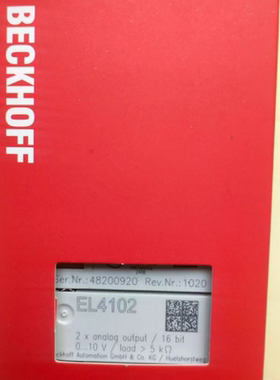 BECKHOFF
Ser.Nr.: 48200920 Rev.Nr.: 1020
EL4102
2 x analog output / 16 bit
0...10 V / load > 5 kΩ
Beckhoff Automation GmbH & Co. KG / Huelshorstweg